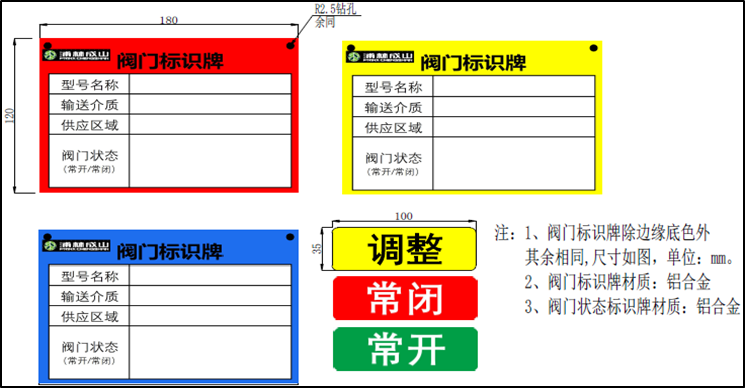 180
R2.5钻孔
余同
120
浦林成山
阀门标识牌
型号名称
输送介质
供应区域
阀门状态
(常开/常闭)
阀门标识牌
型号名称
输送介质
供应区域
阀门状态
(常开/常闭)
阀门标识牌
型号名称
输送介质
供应区域
阀门状态
(常开/常闭)
100
35
调整
常闭
常开
注：1、阀门标识牌除边缘底色外
其余相同,尺寸如图，单位：mm。
2、阀门标识牌材质：铝合金
3、阀门状态标识牌材质：铝合金